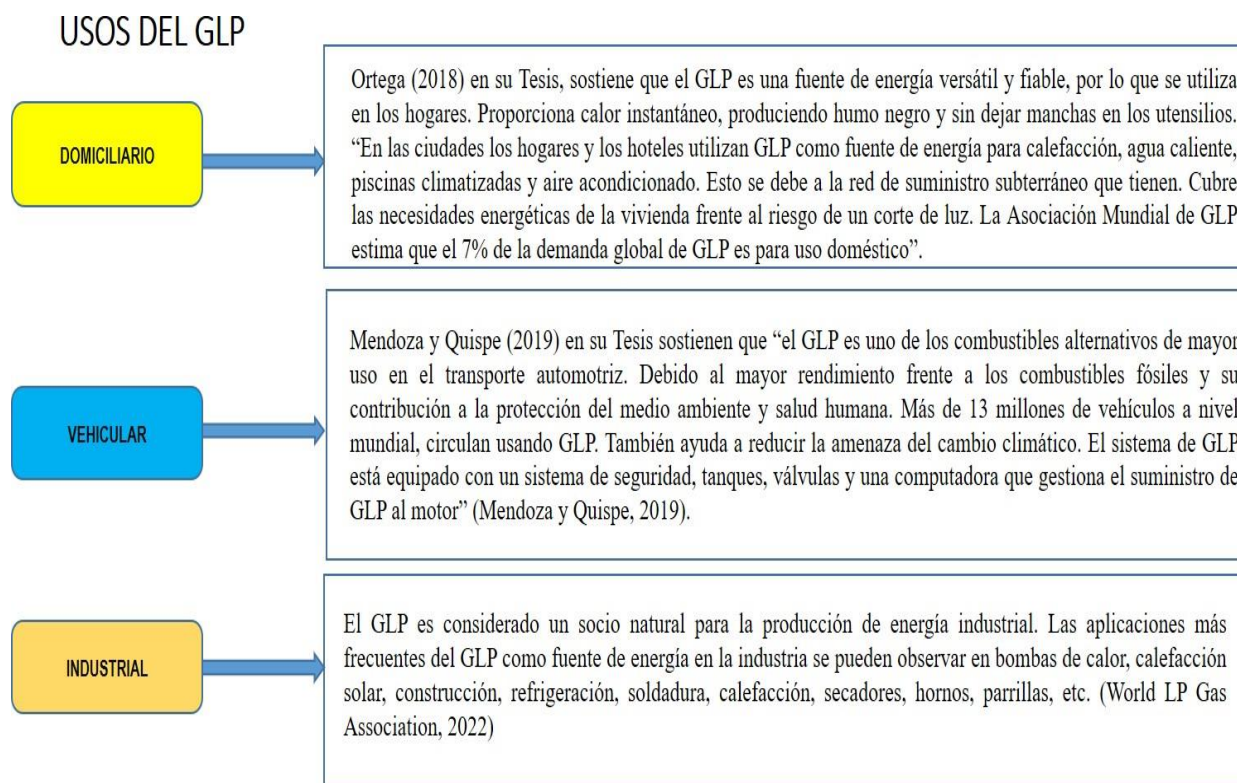 USOS DEL GLP
DOMICILIARIO
Ortega (2018) en su Tesis, sostiene que el GLP es una fuente de energía versátil y fiable, por lo que se utiliza
en los hogares. Proporciona calor instantáneo, produciendo humo negro y sin dejar manchas en los utensilios.
“En las ciudades los hogares y los hoteles utilizan GLP como fuente de energía para calefacción, agua caliente,
piscinas climatizadas y aire acondicionado. Esto se debe a la red de suministro subterráneo que tienen. Cubre
las necesidades energéticas de la vivienda frente al riesgo de un corte de luz. La Asociación Mundial de GLP
estima que el 7% de la demanda global de GLP es para uso doméstico”.
VEHICULAR
Mendoza y Quispe (2019) en su Tesis sostienen que “el GLP es uno de los combustibles alternativos de mayor
uso en el transporte automotriz. Debido al mayor rendimiento frente a los combustibles fósiles y su
contribución a la protección del medio ambiente y salud humana. Más de 13 millones de vehículos a nivel
mundial, circulan usando GLP. También ayuda a reducir la amenaza del cambio climático. El sistema de GLP
está equipado con un sistema de seguridad, tanques, válvulas y una computadora que gestiona el suministro de
GLP al motor” (Mendoza y Quispe, 2019).
INDUSTRIAL
El GLP es considerado un socio natural para la producción de energía industrial. Las aplicaciones más
frecuentes del GLP como fuente de energía en la industria se pueden observar en bombas de calor, calefacción
solar, construcción, refrigeración, soldadura, calefacción, secadores, hornos, parrillas, etc. (World LP Gas
Association, 2022)